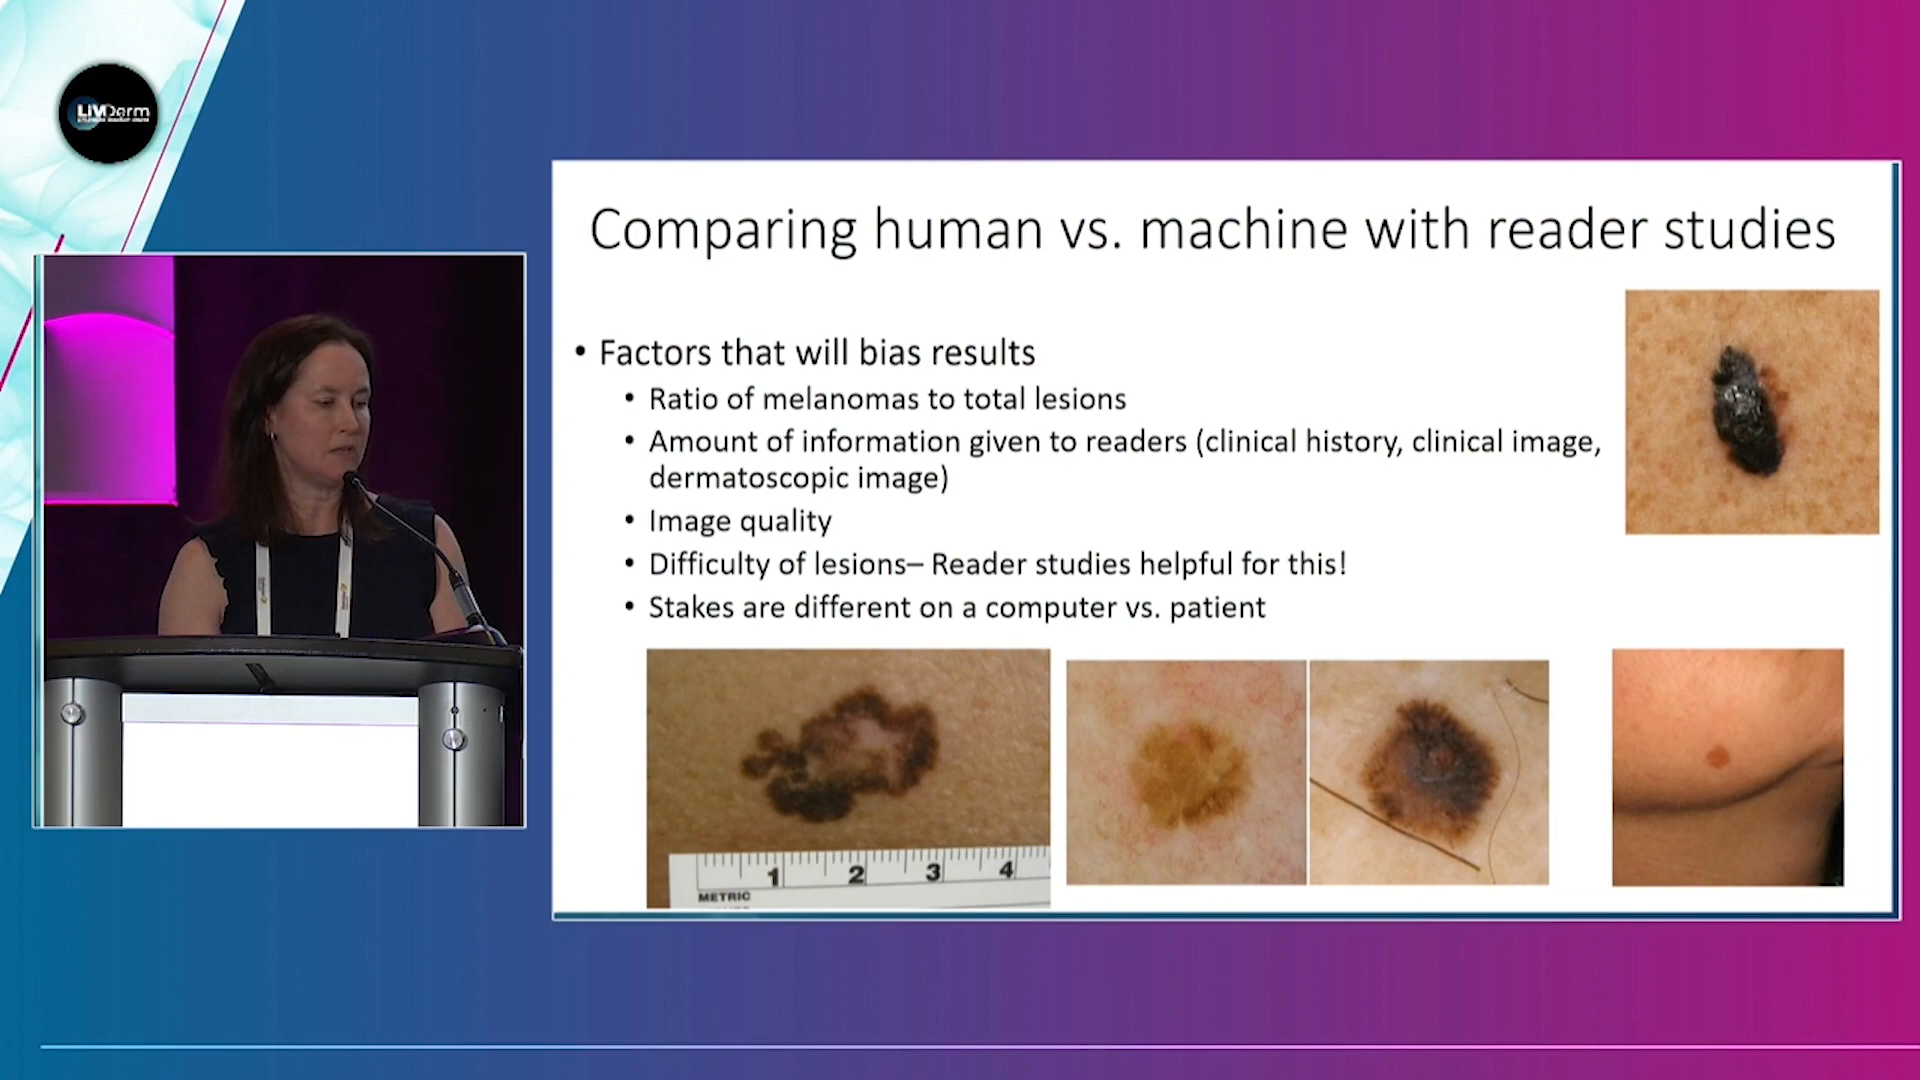 LiVDerm
Comparing human vs. machine with reader studies
• Factors that will bias results
• Ratio of melanomas to total lesions
• Amount of information given to readers (clinical history, clinical image,
dermatoscopic image)
• Image quality
• Difficulty of lesions– Reader studies helpful for this!
• Stakes are different on a computer vs. patient
1 2 3 4
METRIC